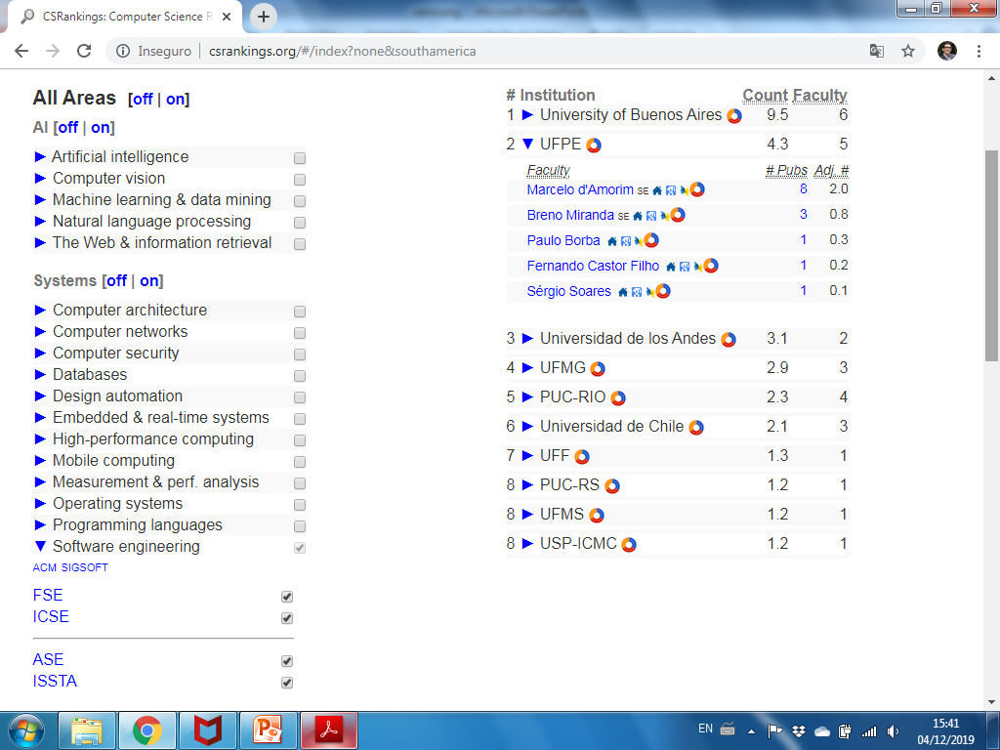 CSRankings: Computer Science R
Inseguro | csrankings.org/#/index?none&southamerica
All Areas [off | on]
AI [off | on]
Artificial intelligence
Computer vision
Machine learning & data mining
Natural language processing
The Web & information retrieval
Systems [off | on]
Computer architecture
Computer networks
Computer security
Databases
Design automation
Embedded & real-time systems
High-performance computing
Mobile computing
Measurement & perf. analysis
Operating systems
Programming languages
Software engineering
ACM SIGSOFT
FSE
ICSE
ASE
ISSTA
# Institution Count Faculty
1 University of Buenos Aires 9.5 6
2 UFPE 4.3 5
Faculty # Pubs Adj. #
Marcelo d'Amorim SE 8 2.0
Breno Miranda SE 3 0.8
Paulo Borba 1 0.3
Fernando Castor Filho 1 0.2
Sérgio Soares 1 0.1
3 Universidad de los Andes 3.1 2
4 UFMG 2.9 3
5 PUC-RIO 2.3 4
6 Universidad de Chile 2.1 3
7 UFF 1.3 1
8 PUC-RS 1.2 1
8 UFMS 1.2 1
8 USP-ICMC 1.2 1
EN
15:41
04/12/2019